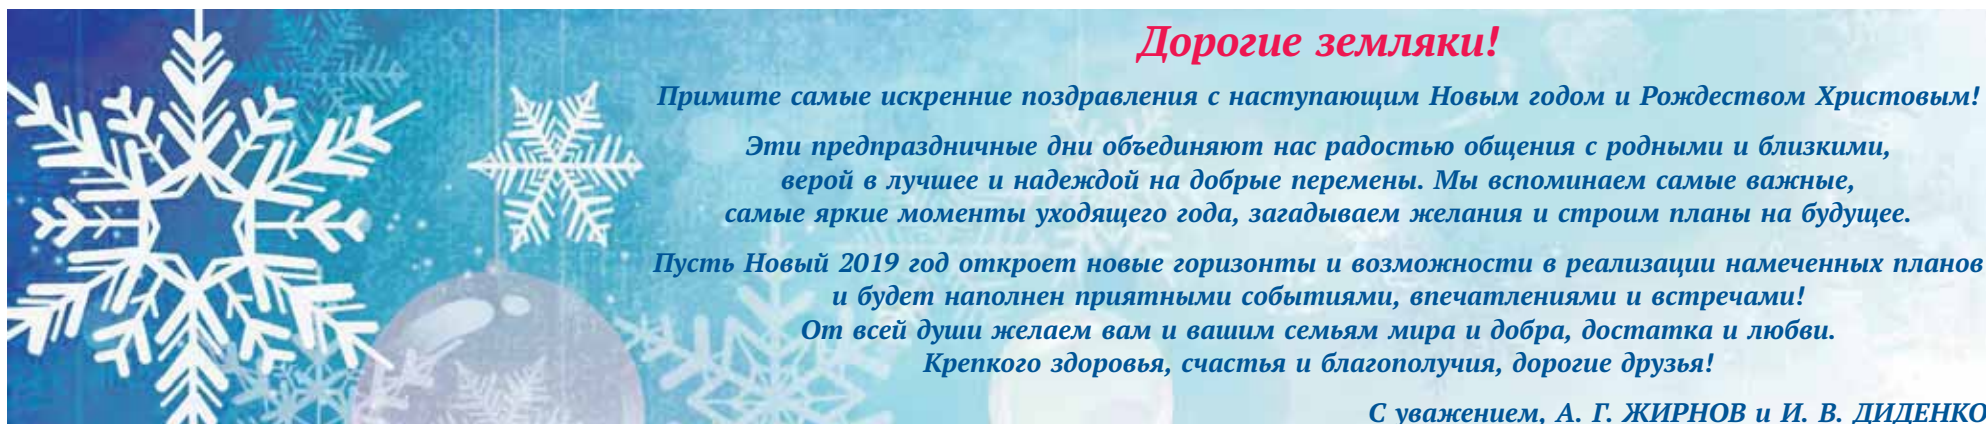 Дорогие земляки!
Примите самые искренние поздравления с наступающим Новым годом и Рождеством Христовым!
Эти предпраздничные дни объединяют нас радостью общения с родными и близкими,
верой в лучшее и надеждой на добрые перемены. Мы вспоминаем самые важные,
самые яркие моменты уходящего года, загадываем желания и строим планы на будущее.
Пусть Новый 2019 год откроет новые горизонты и возможности в реализации намеченных планов
и будет наполнен приятными событиями, впечатлениями и встречами!
От всей души желаем вам и вашим семьям мира и добра, достатка и любви.
Крепкого здоровья, счастья и благополучия, дорогие друзья!
С уважением, А. Г. ЖИРНОВ и И. В. ДИДЕНКО